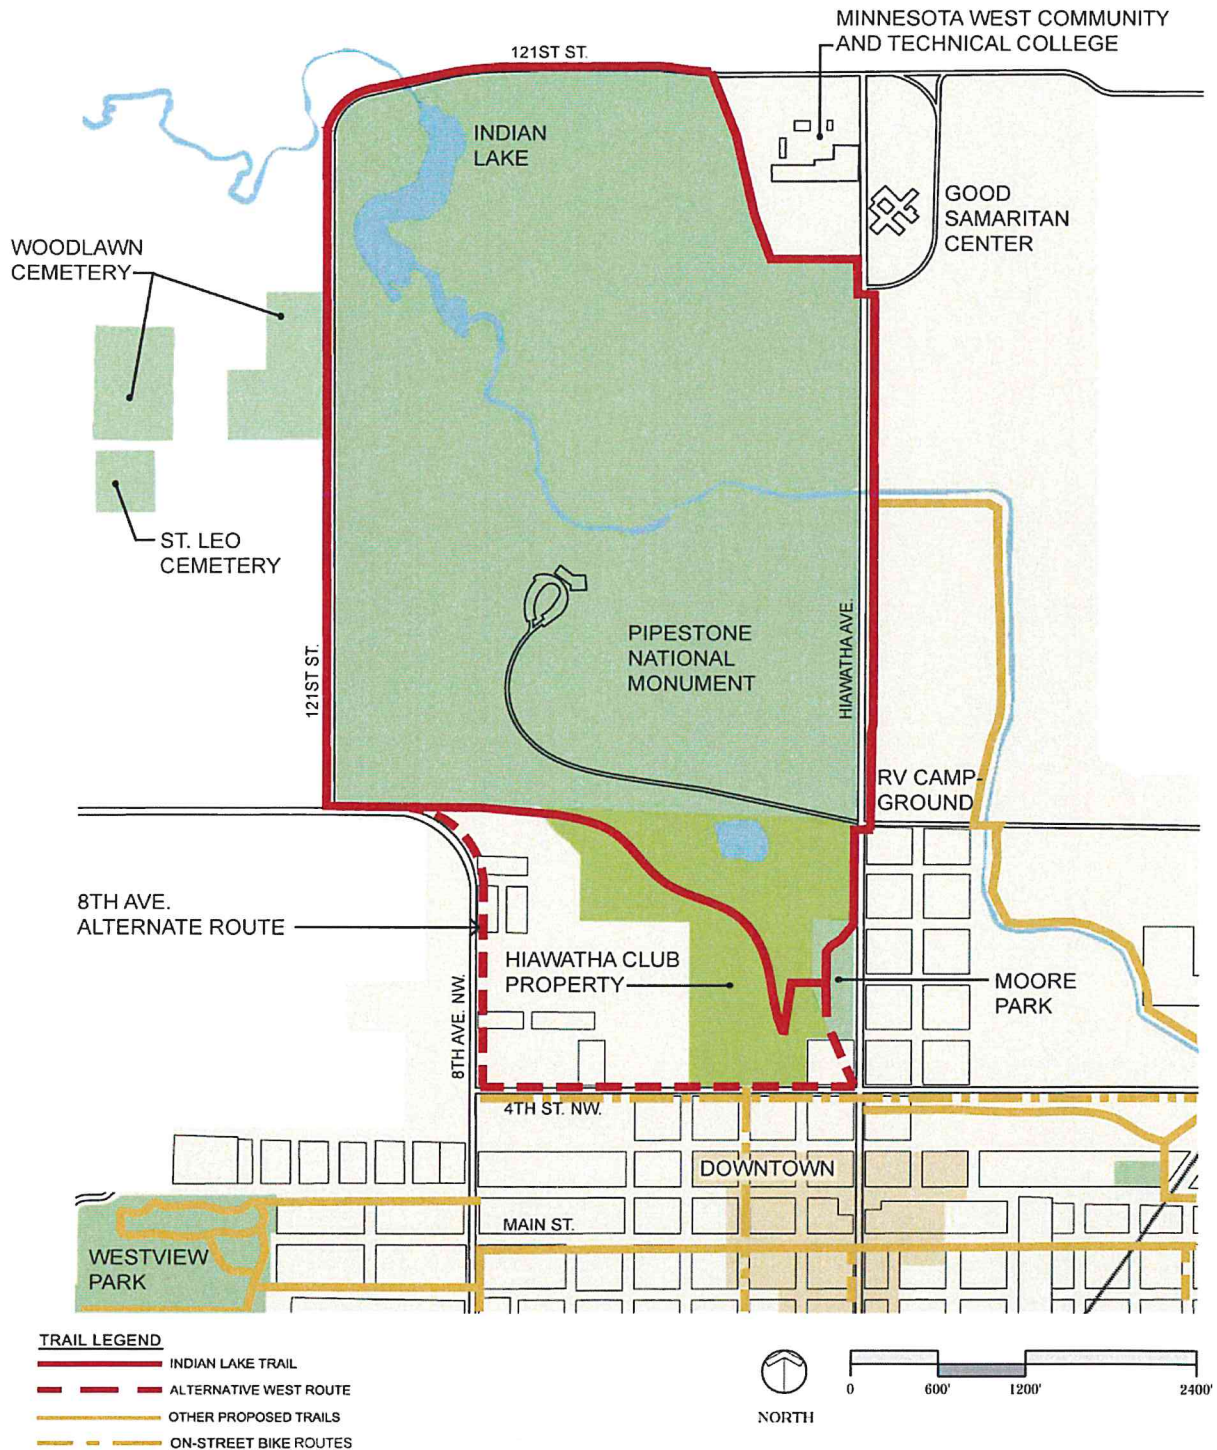 MINNESOTA WEST COMMUNITY
AND TECHNICAL COLLEGE
121ST ST.
INDIAN
LAKE
GOOD
SAMARITAN
CENTER
WOODLAWN
CEMETERY
ST. LEO
CEMETERY
PIPESTONE
NATIONAL
MONUMENT
HIAWATHA AVE.
121ST ST.
RV CAMP-
GROUND
8TH AVE.
ALTERNATE ROUTE
HIAWATHA CLUB
PROPERTY
MOORE
PARK
8TH AVE. NW.
4TH ST. NW.
DOWNTOWN
MAIN ST.
WESTVIEW
PARK
TRAIL LEGEND
INDIAN LAKE TRAIL
ALTERNATIVE WEST ROUTE
OTHER PROPOSED TRAILS
ON-STREET BIKE ROUTES
NORTH
0 600' 1200' 2400'